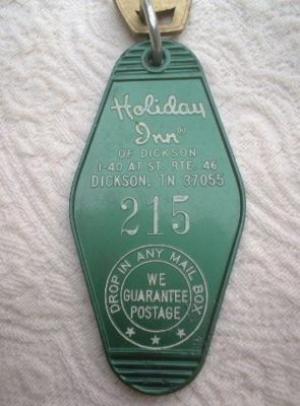 Holiday
Inn®
OF DICKSON
I-40 AT ST. RTE. 46
DICKSON, TN 37055
215
DROP IN ANY MAIL BOX
WE
GUARANTEE
POSTAGE